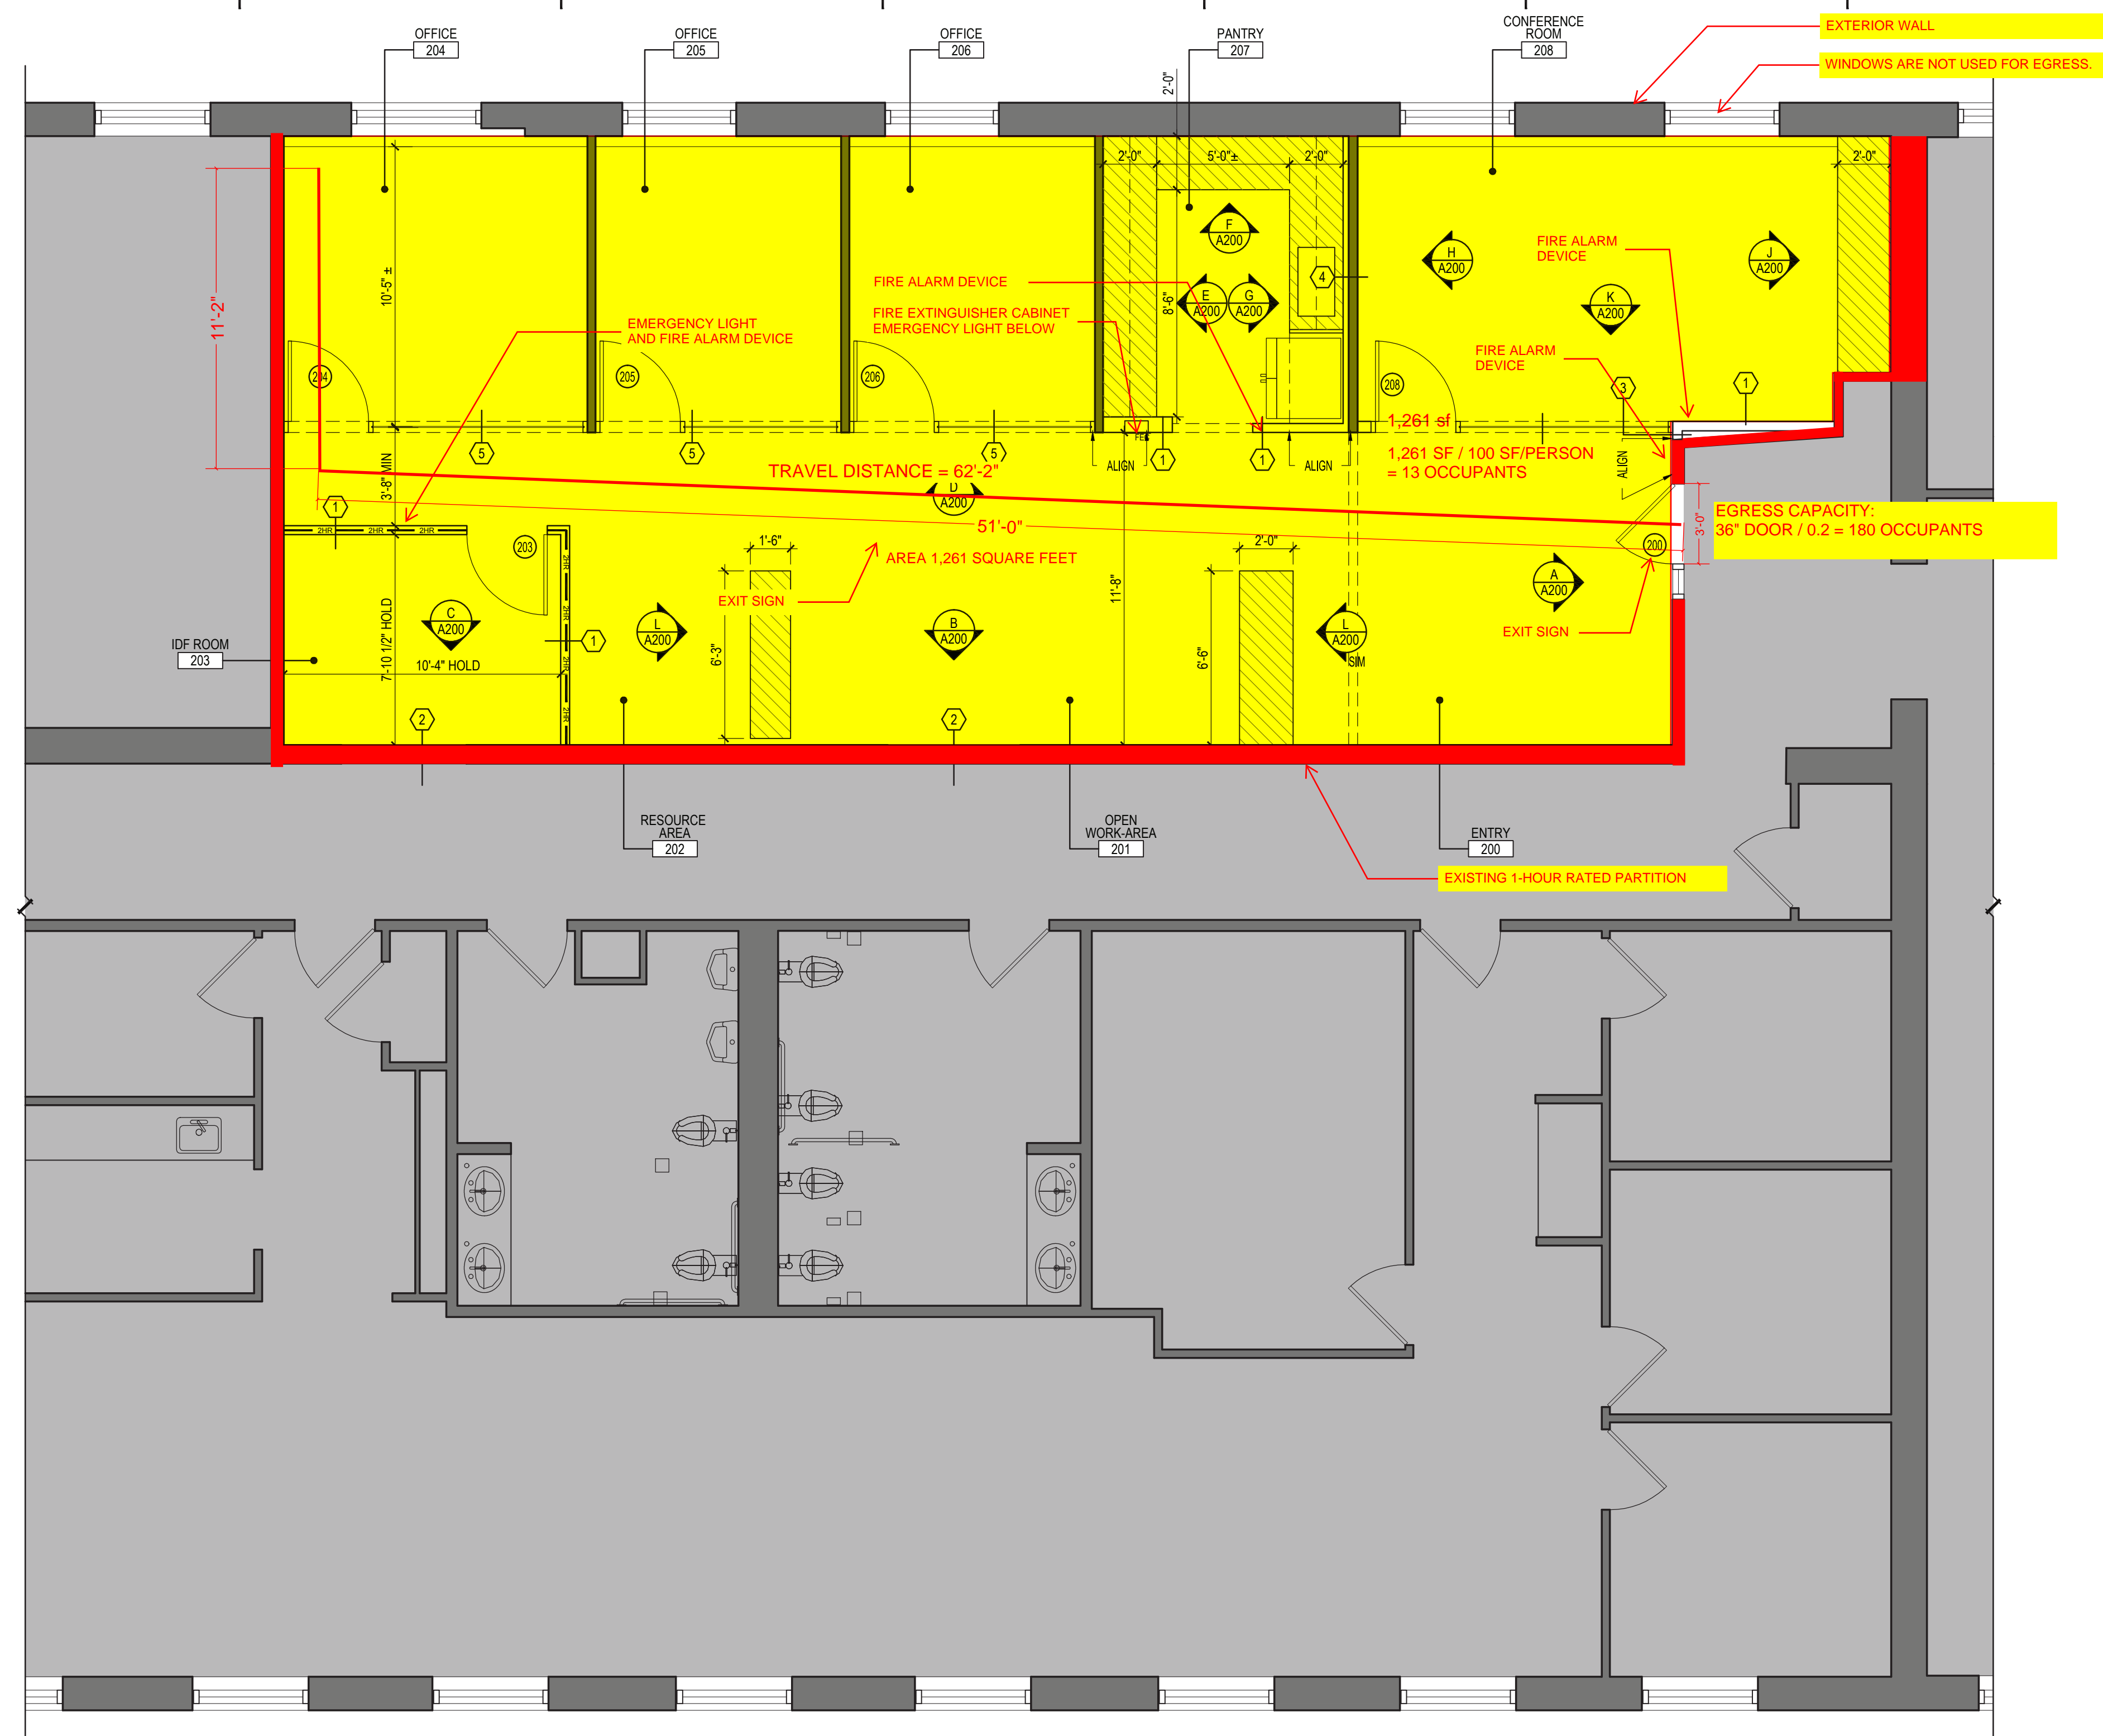 OFFICE
204
OFFICE
205
OFFICE
206
PANTRY
207
CONFERENCE
ROOM
208
EXTERIOR WALL
WINDOWS ARE NOT USED FOR EGRESS.
2'-0"
2'-0"
5'-0"±
2'-0"
2'-0"
11'-2"
10'-5" ±
8'-6"
F
A200
E
A200
G
A200
4
H
A200
J
A200
K
A200
FIRE ALARM
DEVICE
FIRE ALARM DEVICE
FIRE EXTINGUISHER CABINET
EMERGENCY LIGHT BELOW
EMERGENCY LIGHT
AND FIRE ALARM DEVICE
FIRE ALARM
DEVICE
204
205
206
208
3
1
1,261 sf
1,261 SF / 100 SF/PERSON
= 13 OCCUPANTS
5
5
5
FE
ALIGN
1
1
ALIGN
ALIGN
3'-8" MIN
TRAVEL DISTANCE = 62'-2"
D
A200
51'-0"
1
2HR
2HR
2HR
203
2HR
2HR
2HR
2HR
3'-0"
EGRESS CAPACITY:
36" DOOR / 0.2 = 180 OCCUPANTS
200
AREA 1,261 SQUARE FEET
1'-6"
2'-0"
EXIT SIGN
11'-8"
A
A200
C
A200
L
A200
B
A200
L
A200
SIM
EXIT SIGN
1
6'-3"
6'-6"
IDF ROOM
203
7'-10 1/2" HOLD
10'-4" HOLD
2
2
RESOURCE
AREA
202
OPEN
WORK-AREA
201
ENTRY
200
EXISTING 1-HOUR RATED PARTITION